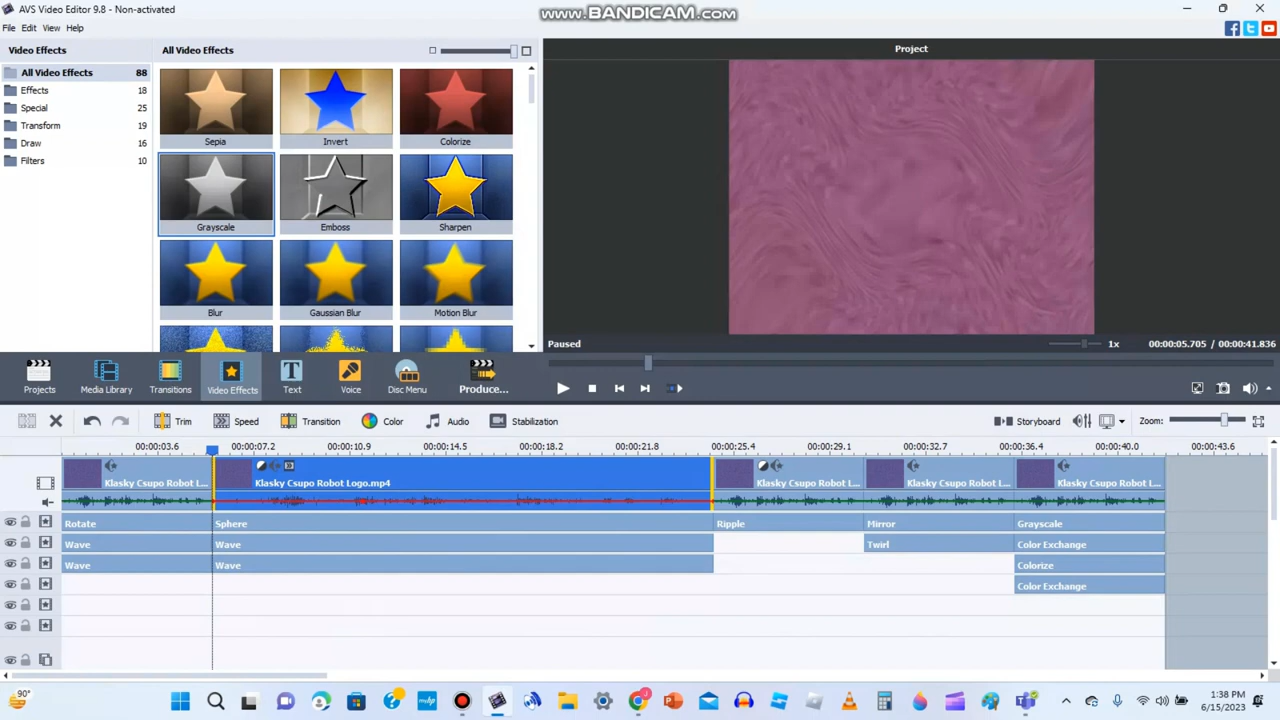 AVS Video Editor 9.8 - Non-activated
www.BANDICAM.com
File Edit View Help
Video Effects
All Video Effects
Project
All Video Effects 88
Effects 18
Special 25
Transform 19
Draw 16
Filters 10
Sepia Invert Colorize
Grayscale Emboss Sharpen
Blur Gaussian Blur Motion Blur
Paused 1x 00:00:05.705 / 00:00:41.836
Projects Media Library Transitions Video Effects Text Voice Disc Menu Produce...
Trim Speed Transition Color Audio Stabilization Storyboard Zoom:
00:00:03.6 00:00:07.2 00:00:10.9 00:00:14.5 00:00:18.2 00:00:21.8 00:00:25.4 00:00:29.1 00:00:32.7 00:00:36.4 00:00:40.0 00:00:43.6
Klasky Csupo Robot L... Klasky Csupo Robot Logo.mp4 Klasky Csupo Robot L... Klasky Csupo Robot L... Klasky Csupo Robot L...
Rotate Sphere Ripple Mirror Grayscale
Wave Wave Twirl Color Exchange
Wave Wave Colorize
Color Exchange
90°
myhp
1:38 PM
6/15/2023